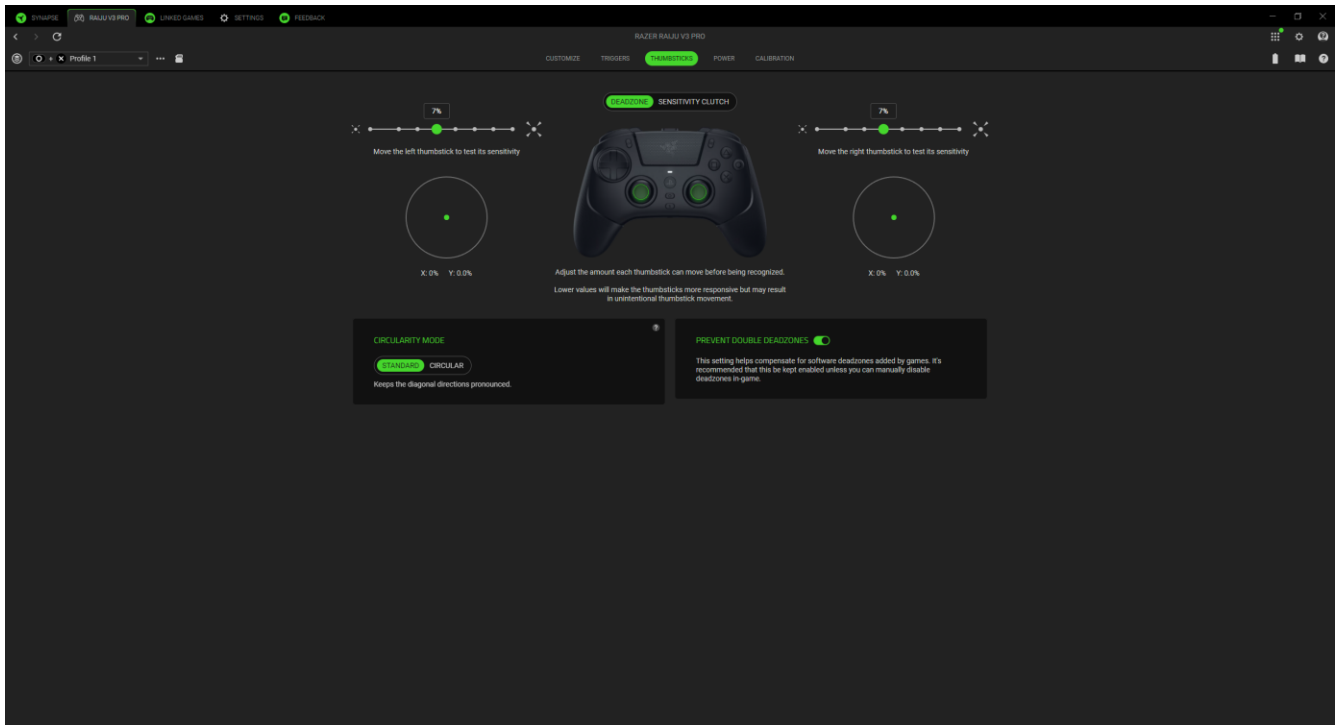 SYNAPSE RAIJU V3 PRO LINKED GAMES SETTINGS FEEDBACK
RAZER RAIJU V3 PRO
Profile 1
CUSTOMIZE TRIGGERS THUMBSTICKS POWER CALIBRATION
DEADZONE SENSITIVITY CLUTCH
7%
7%
Move the left thumbstick to test its sensitivity
Move the right thumbstick to test its sensitivity
X: 0% Y: 0.0%
X: 0% Y: 0.0%
Adjust the amount each thumbstick can move before being recognized.
Lower values will make the thumbsticks more responsive but may result
in unintentional thumbstick movement.
CIRCULARITY MODE
STANDARD CIRCULAR
Keeps the diagonal directions pronounced.
PREVENT DOUBLE DEADZONES
This setting helps compensate for software deadzones added by games. It's
recommended that this be kept enabled unless you can manually disable
deadzones in-game.